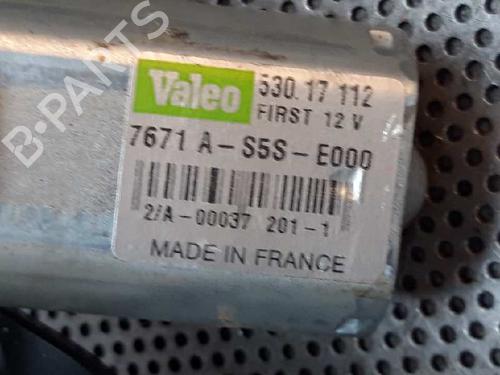 Valeo
530.17 112
FIRST 12 V
7671 A-S5S-E000
2/A-00037 201-1
MADE IN FRANCE
B-PARTS